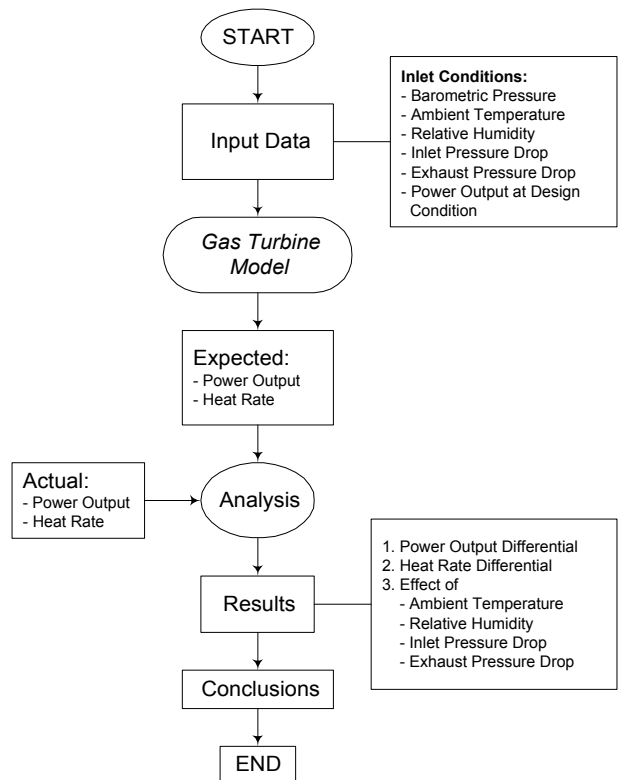 START
Input Data
Inlet Conditions:
- Barometric Pressure
- Ambient Temperature
- Relative Humidity
- Inlet Pressure Drop
- Exhaust Pressure Drop
- Power Output at Design
Condition
Gas Turbine
Model
Expected:
- Power Output
- Heat Rate
Actual:
- Power Output
- Heat Rate
Analysis
Results
1. Power Output Differential
2. Heat Rate Differential
3. Effect of
- Ambient Temperature
- Relative Humidity
- Inlet Pressure Drop
- Exhaust Pressure Drop
Conclusions
END